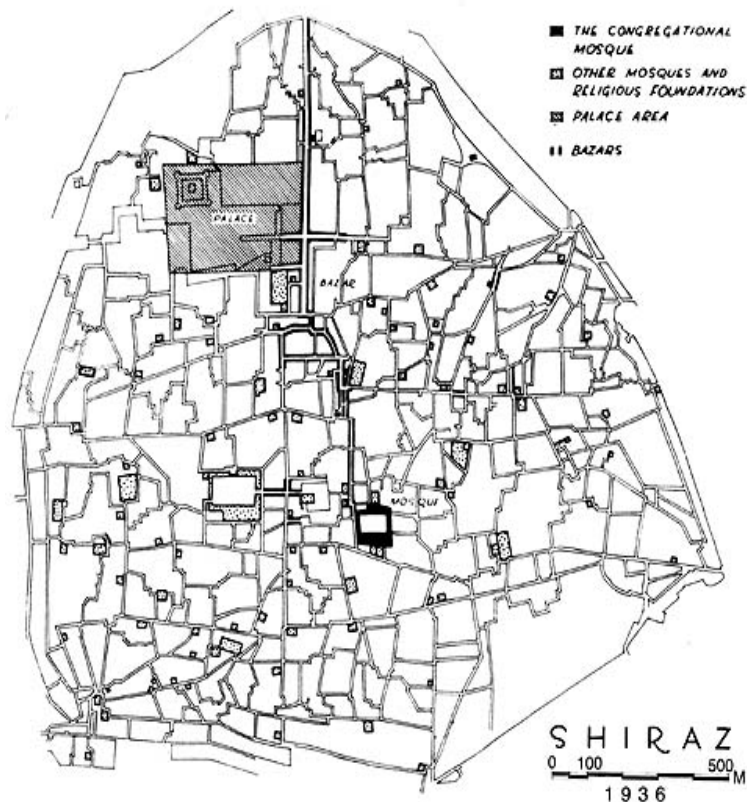 THE CONGREGATIONAL
MOSQUE
OTHER MOSQUES AND
RELIGIOUS FOUNDATIONS
PALACE AREA
BAZARS
PALACE
BAZAR
MOSQUE
SHIRAZ
0 100 500 M
1936